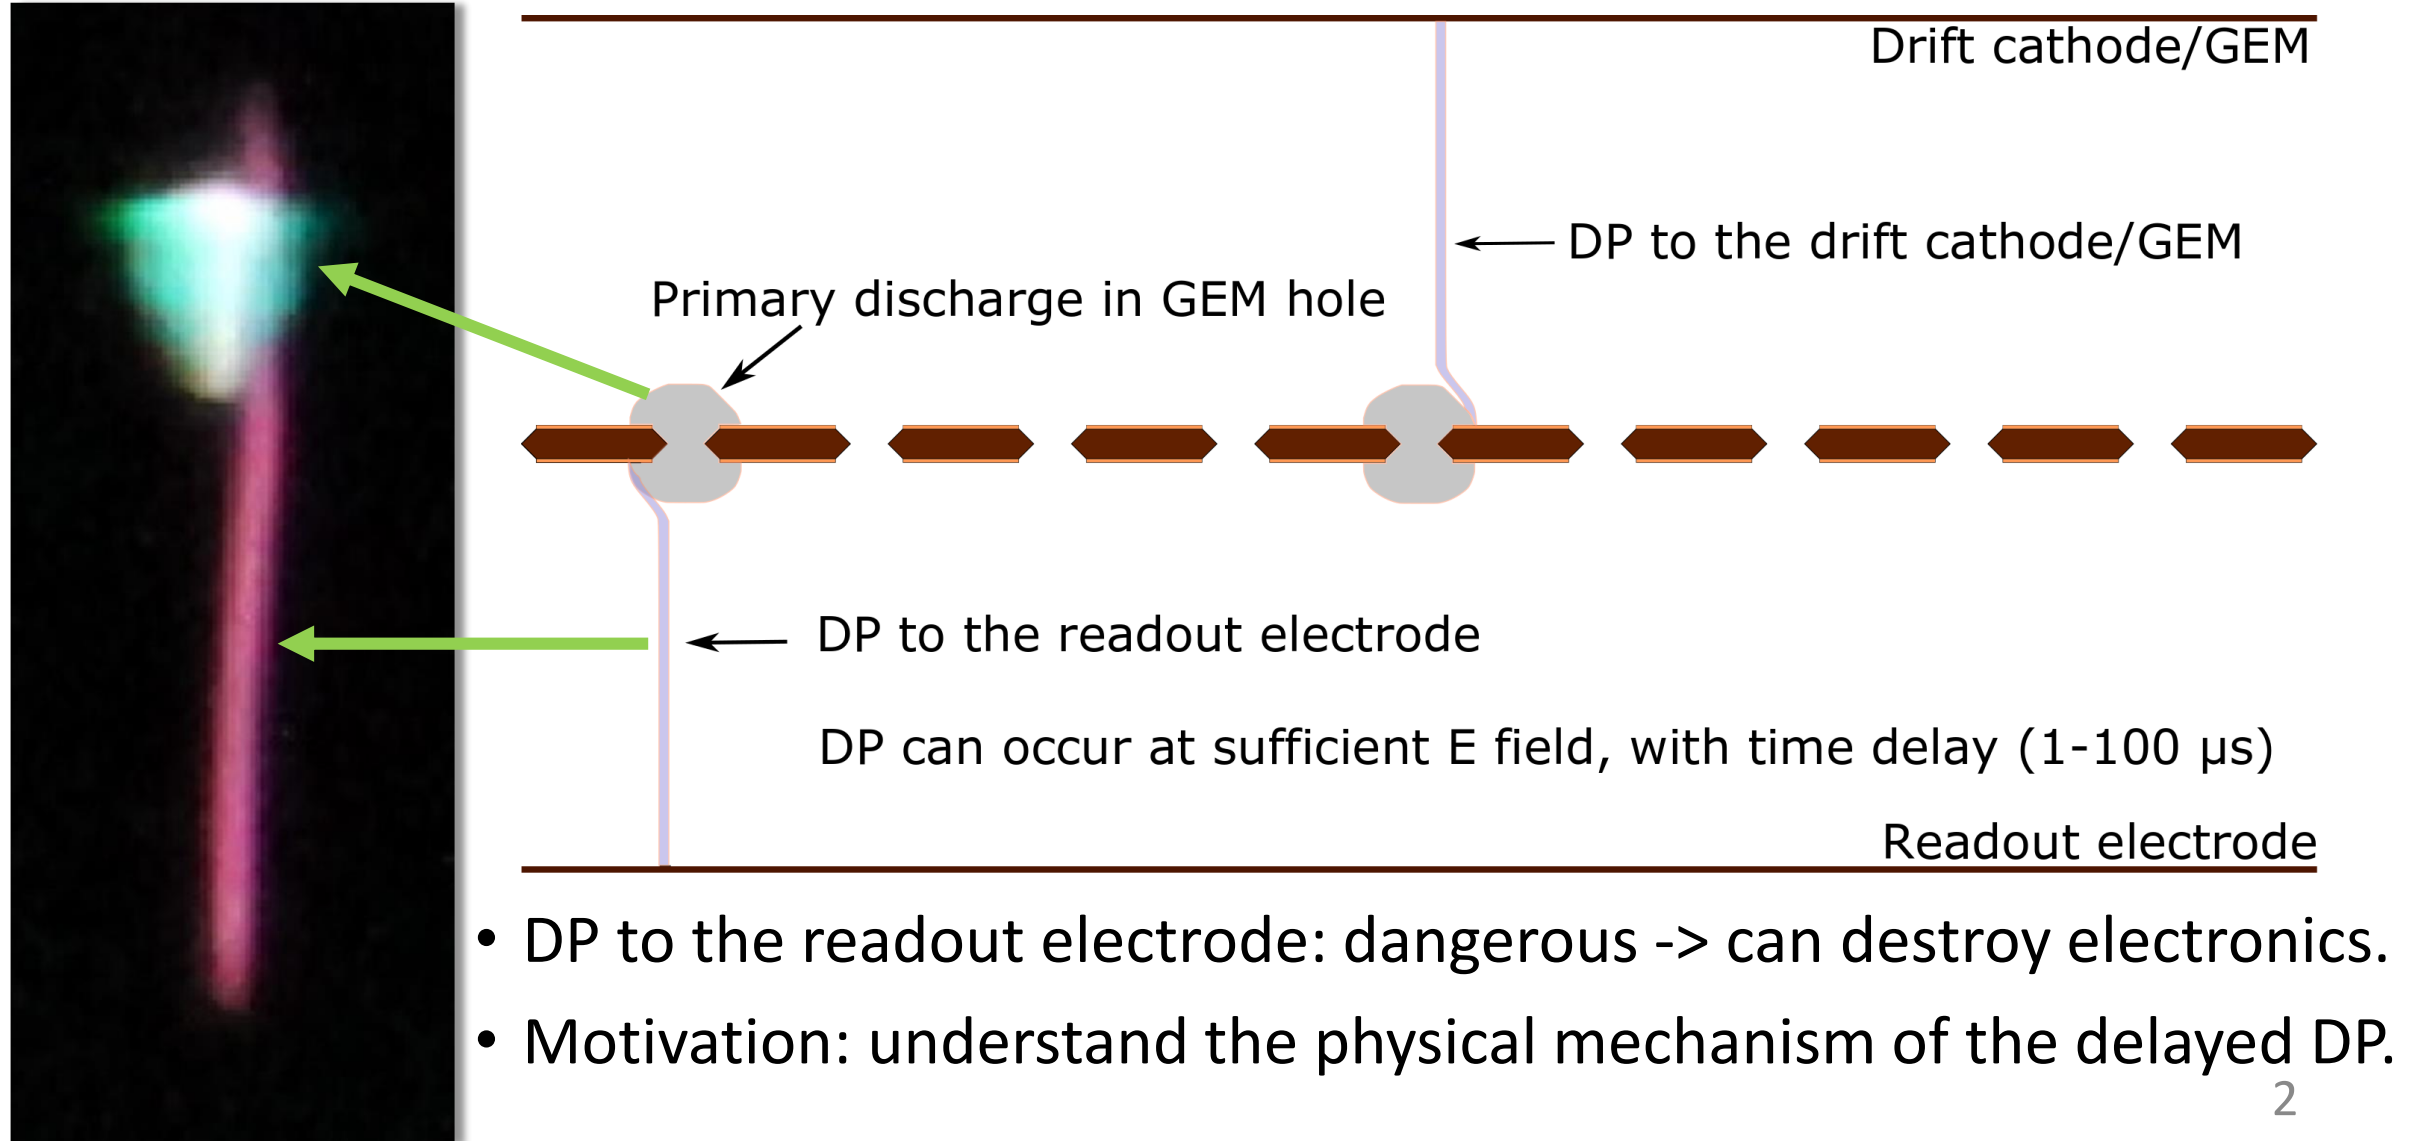 Drift cathode/GEM
DP to the drift cathode/GEM
Primary discharge in GEM hole
DP to the readout electrode
DP can occur at sufficient E field, with time delay (1-100 µs)
Readout electrode
• DP to the readout electrode: dangerous -> can destroy electronics.
• Motivation: understand the physical mechanism of the delayed DP.
2